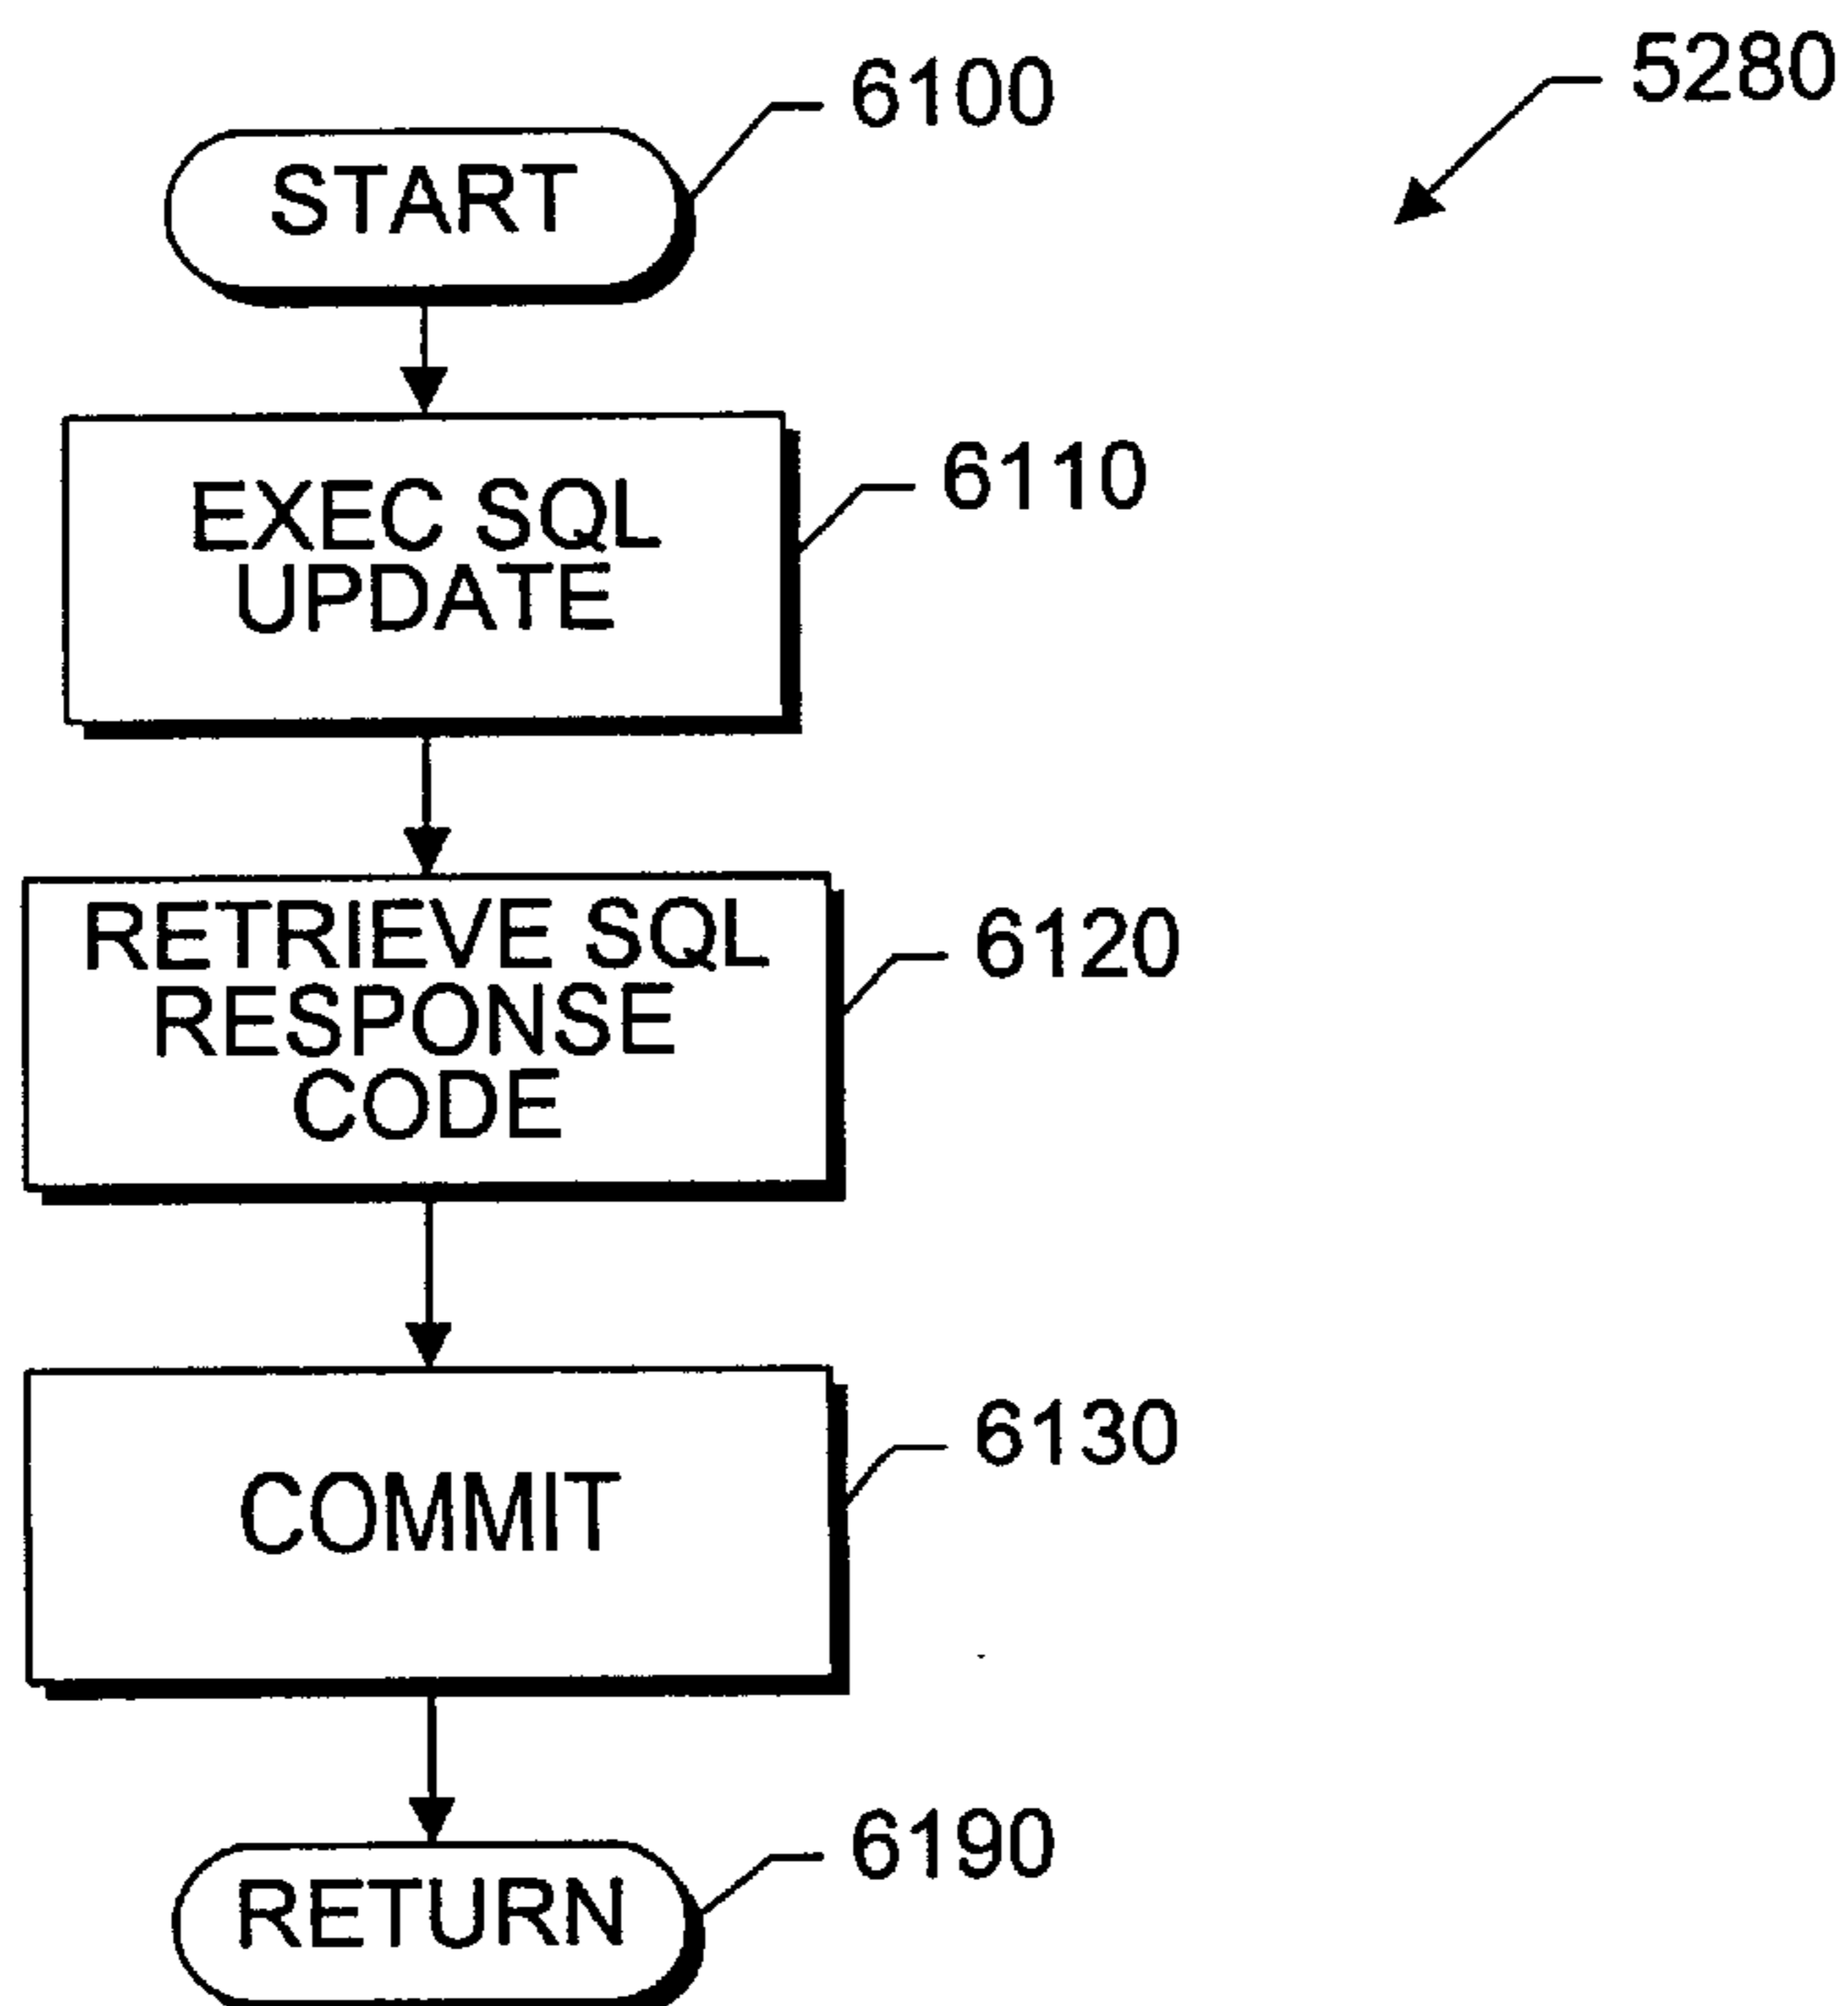 5280
6100
START
6110
EXEC SQL
UPDATE
6120
RETRIEVE SQL
RESPONSE
CODE
6130
COMMIT
6190
RETURN